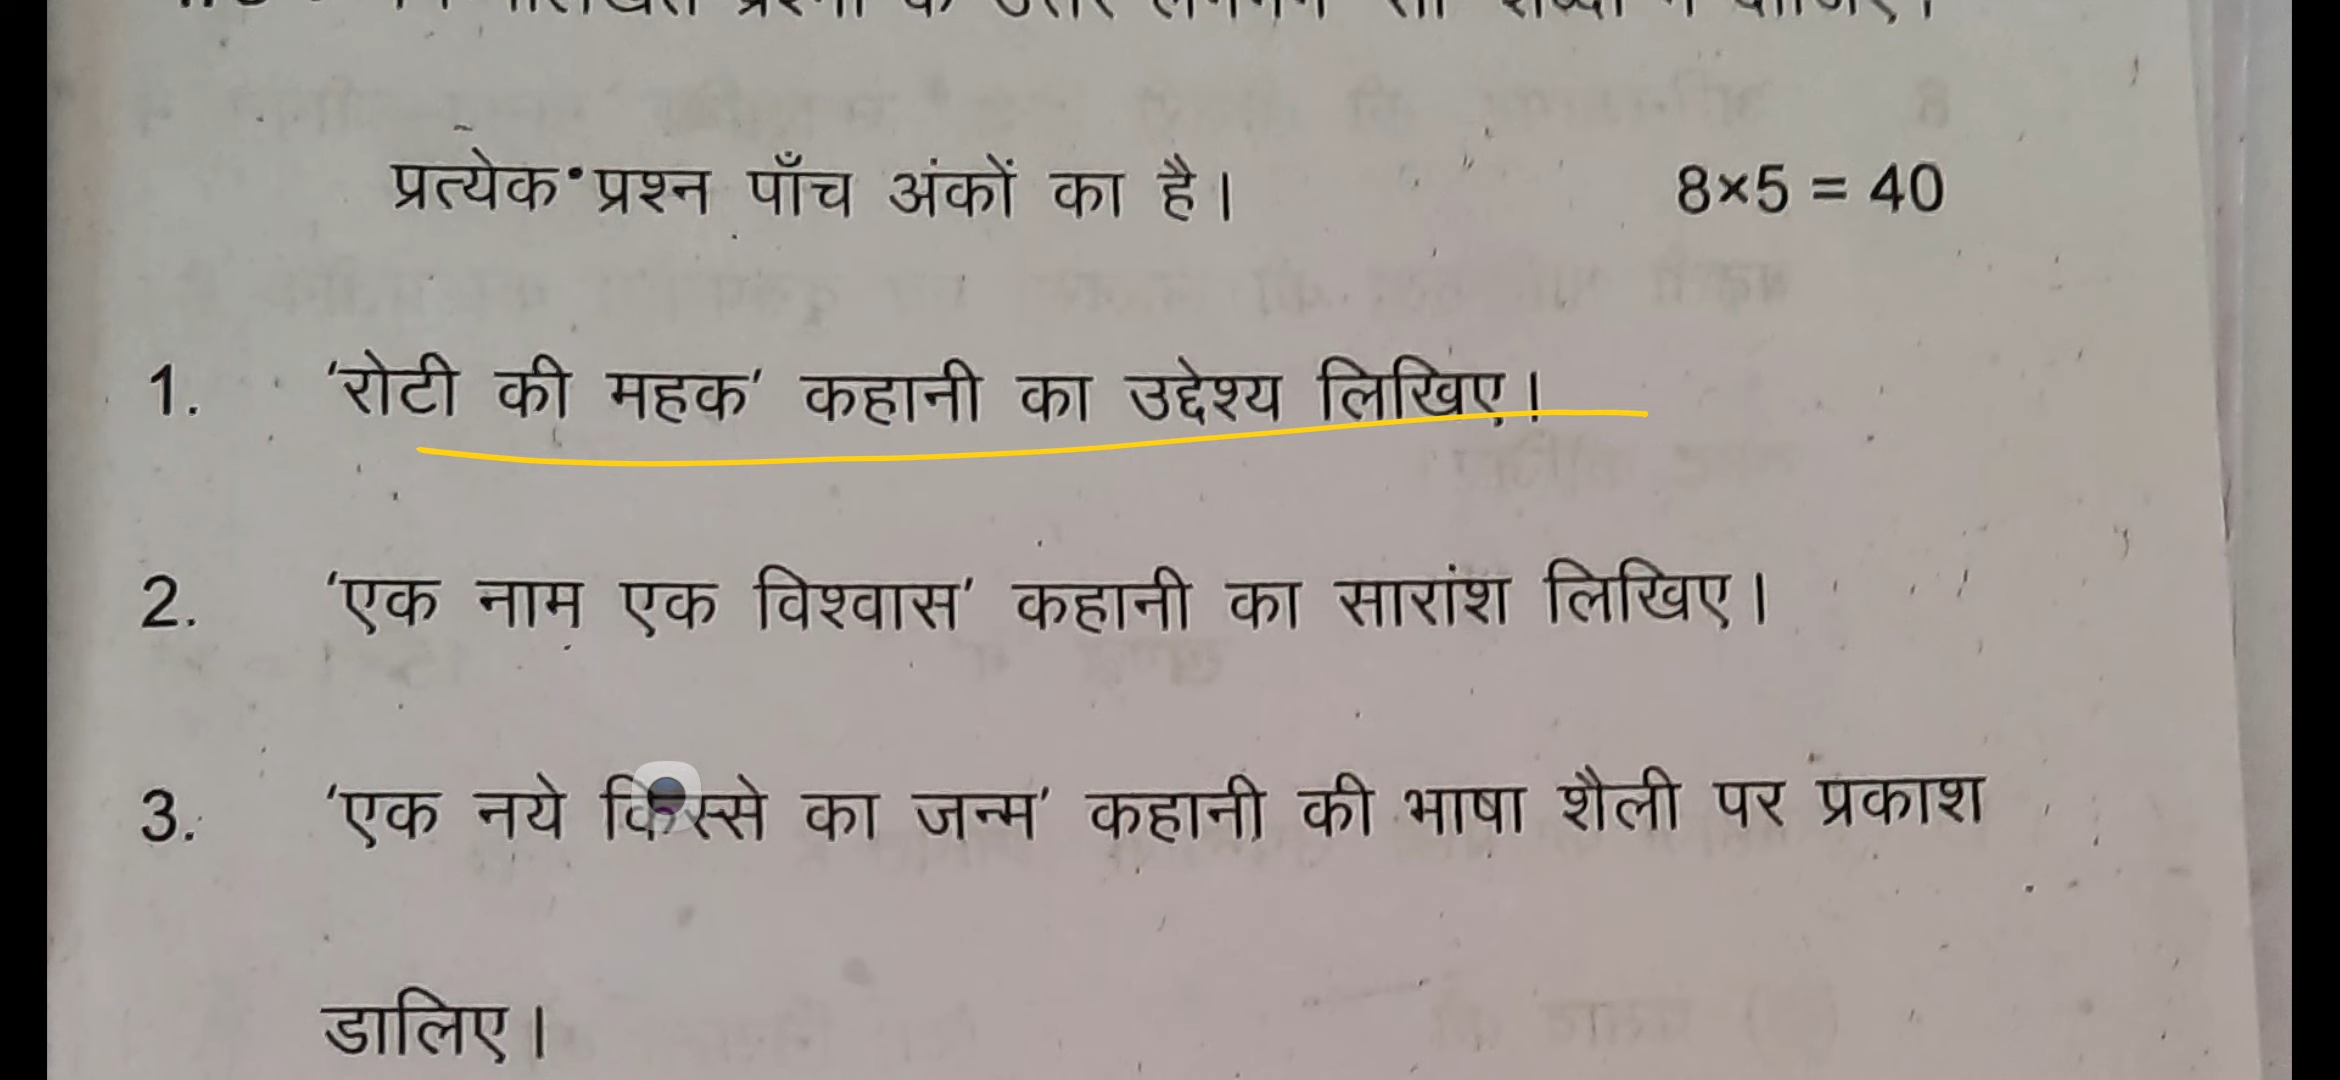 प्रत्येक प्रश्न पाँच अंकों का है। 8×5 = 40
1. 'रोटी की महक' कहानी का उद्देश्य लिखिए।
2. 'एक नाम एक विश्वास' कहानी का सारांश लिखिए।
3. 'एक नये किस्से का जन्म' कहानी की भाषा शैली पर प्रकाश
डालिए।